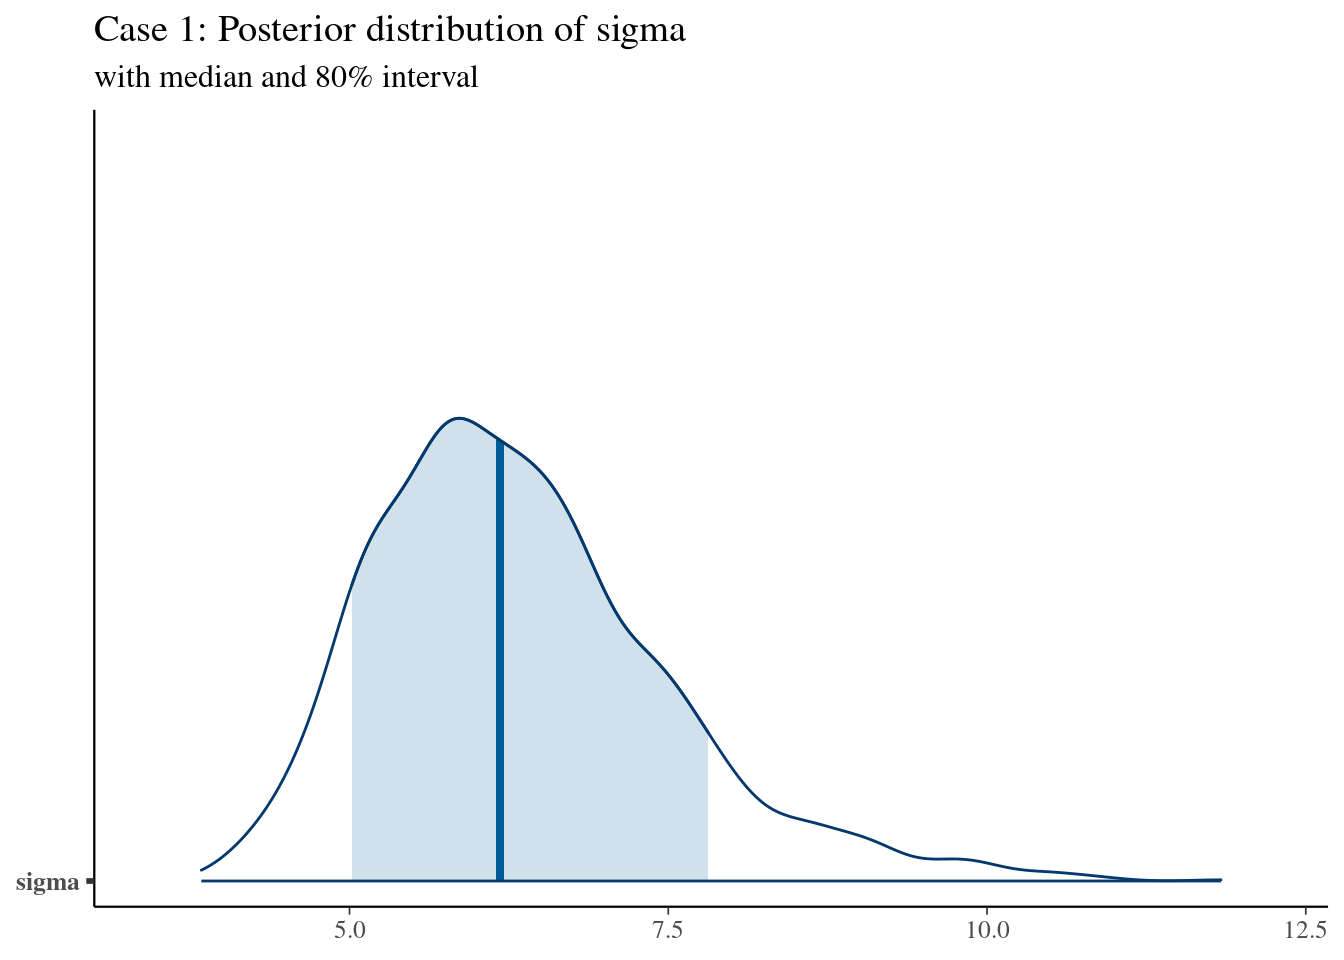 Case 1: Posterior distribution of sigma
with median and 80% interval
sigma
5.0 7.5 10.0 12.5